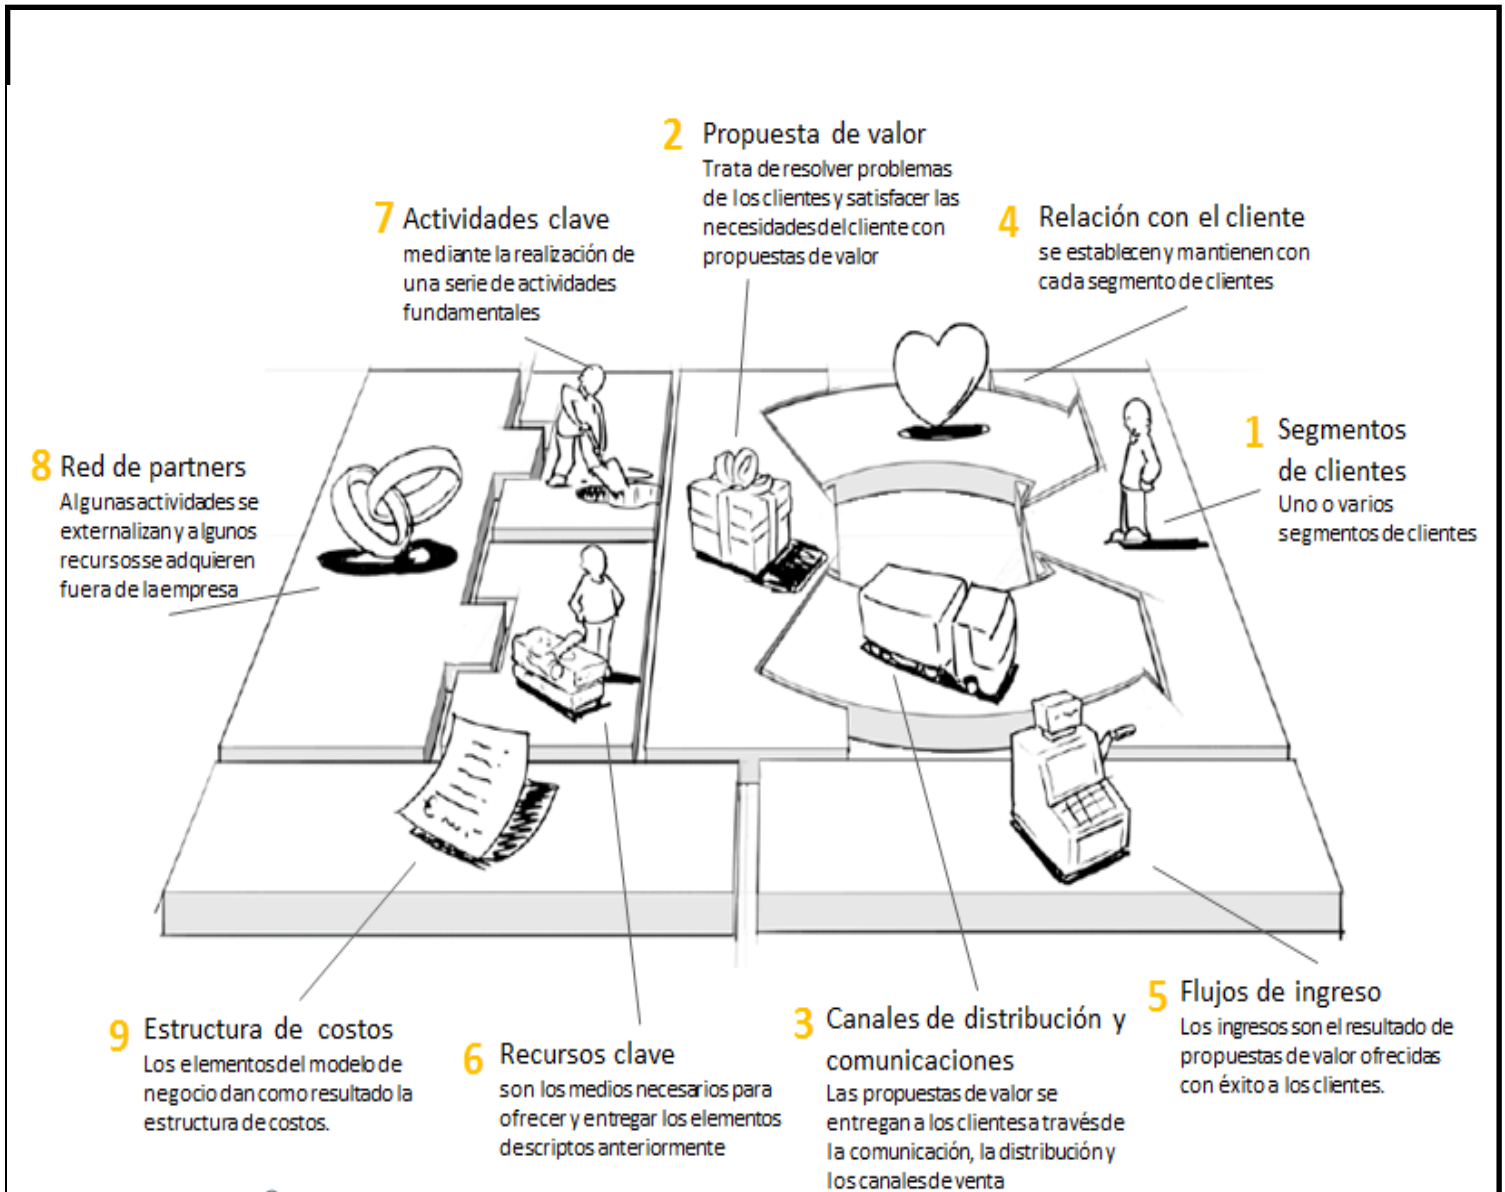 2 Propuesta de valor
Trata de resolver problemas
de los clientes y satisfacer las
necesidades del cliente con
propuestas de valor
7 Actividades clave
mediante la realización de
una serie de actividades
fundamentales
4 Relación con el cliente
se establecen y mantienen con
cada segmento de clientes
1 Segmentos
de clientes
Uno o varios
segmentos de clientes
8 Red de partners
Algunas actividades se
externalizan y algunos
recursos se adquieren
fuera de la empresa
5 Flujos de ingreso
Los ingresos son el resultado de
propuestas de valor ofrecidas
con éxito a los clientes.
3 Canales de distribución y
comunicaciones
Las propuestas de valor se
entregan a los clientes a través de
la comunicación, la distribución y
los canales de venta
9 Estructura de costos
Los elementos del modelo de
negocio dan como resultado la
estructura de costos.
6 Recursos clave
son los medios necesarios para
ofrecer y entregar los elementos
descriptos anteriormente